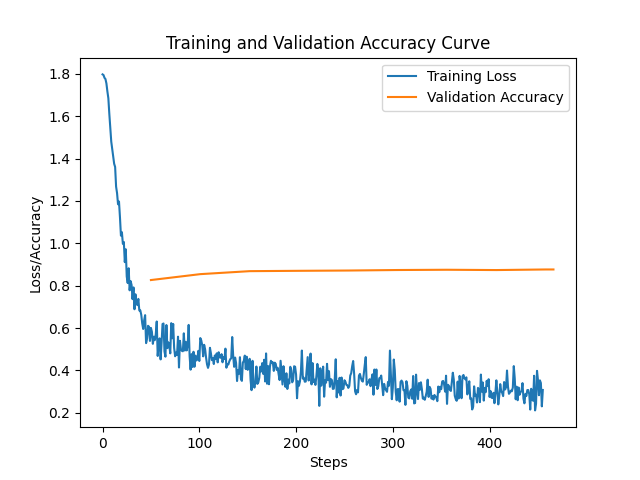 Training and Validation Accuracy Curve
Training Loss
Validation Accuracy
1.8
1.6
1.4
1.2
1.0
0.8
0.6
0.4
0.2
Loss/Accuracy
0 100 200 300 400
Steps